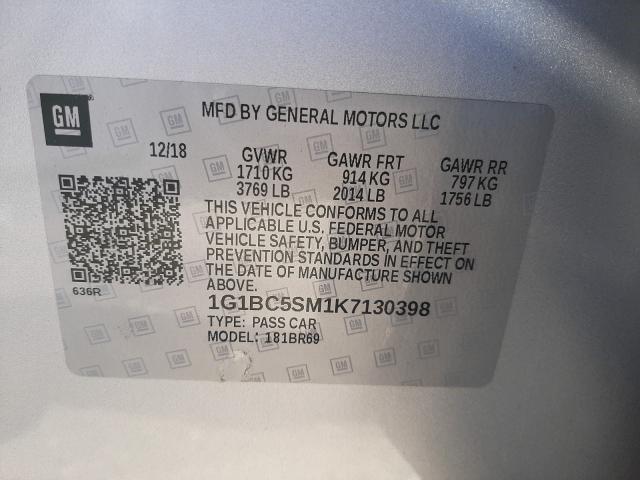 GM
MFD BY GENERAL MOTORS LLC
12/18
GVWR
1710 KG
3769 LB
GAWR FRT
914 KG
2014 LB
GAWR RR
797 KG
1756 LB
THIS VEHICLE CONFORMS TO ALL
APPLICABLE U.S. FEDERAL MOTOR
VEHICLE SAFETY, BUMPER, AND THEFT
PREVENTION STANDARDS IN EFFECT ON
THE DATE OF MANUFACTURE SHOWN
ABOVE.
636R
1G1BC5SM1K7130398
TYPE: PASS CAR
MODEL: 181BR69